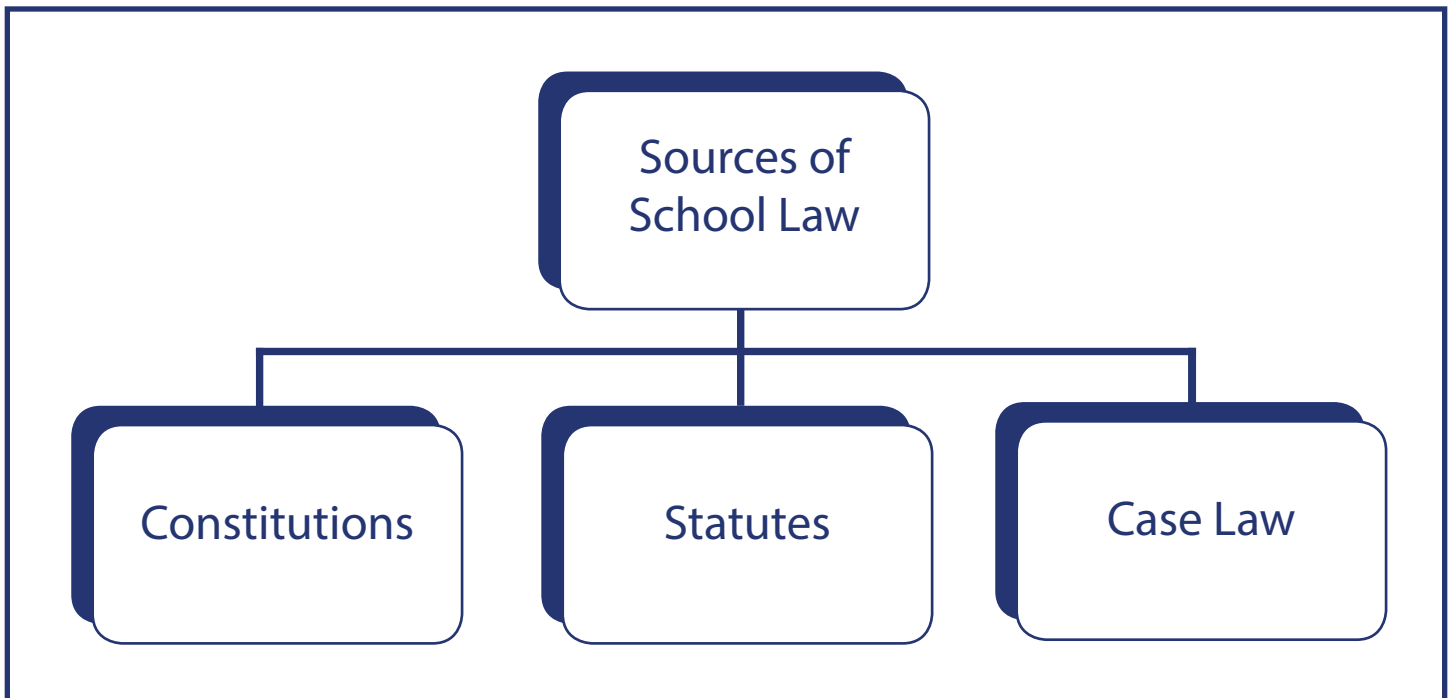 Sources of
School Law
Constitutions
Statutes
Case Law